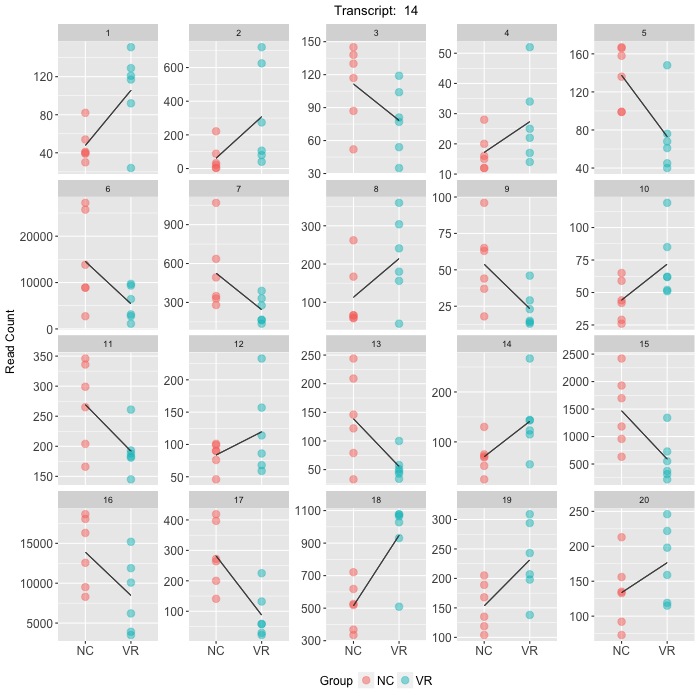 Transcript: 14
1 2 3 4 5
120 80 40
600 400 200 0
150 120 90 60 30
50 40 30 20 10
160 120 80 40
6 7 8 9 10
20000 10000 0
900 600 300
300 200 100
75 50 25
100 75 50 25
Read Count
11 12 13 14 15
350 300 250 200 150
200 150 100 50
250 200 150 100 50
200 100
2500 2000 1500 1000 500
16 17 18 19 20
15000 10000 5000
400 300 200 100
1100 900 700 500 300
300 250 200 150 100
250 200 150 100
NC VR NC VR NC VR NC VR NC VR
Group NC VR